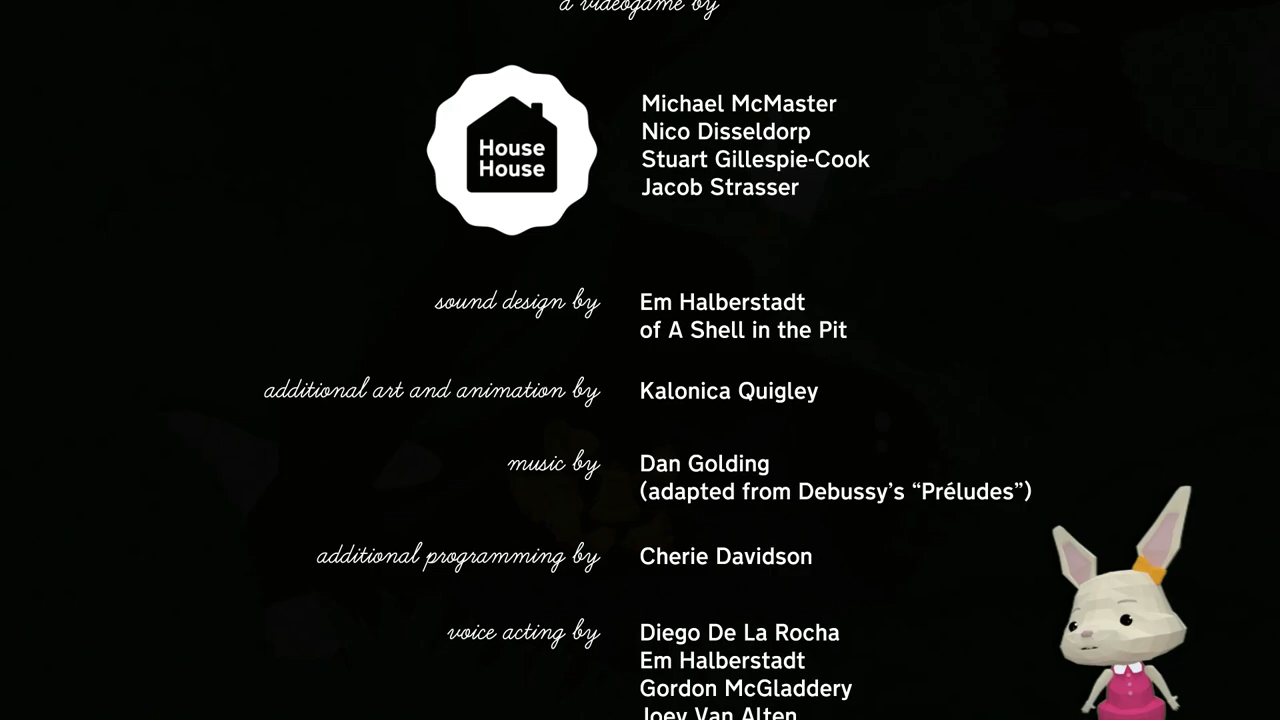 a videogame by
House
House
Michael McMaster
Nico Disseldorp
Stuart Gillespie-Cook
Jacob Strasser
sound design by
Em Halberstadt
of A Shell in the Pit
additional art and animation by
Kalonica Quigley
music by
Dan Golding
(adapted from Debussy’s “Préludes”)
additional programming by
Cherie Davidson
voice acting by
Diego De La Rocha
Em Halberstadt
Gordon McGladdery
Joey Van Alten